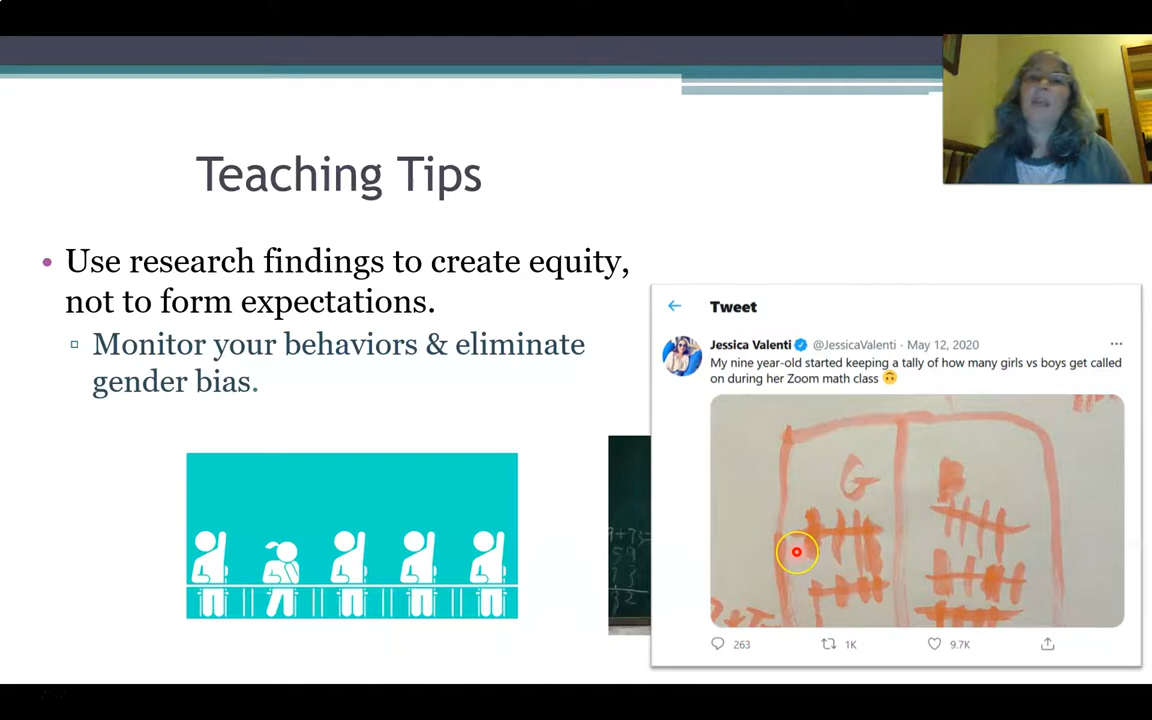 Teaching Tips
• Use research findings to create equity,
not to form expectations.
▫ Monitor your behaviors & eliminate
gender bias.
Tweet
Jessica Valenti @JessicaValenti · May 12, 2020
My nine year-old started keeping a tally of how many girls vs boys get called
on during her Zoom math class 🙃
G B
263 1K 9.7K